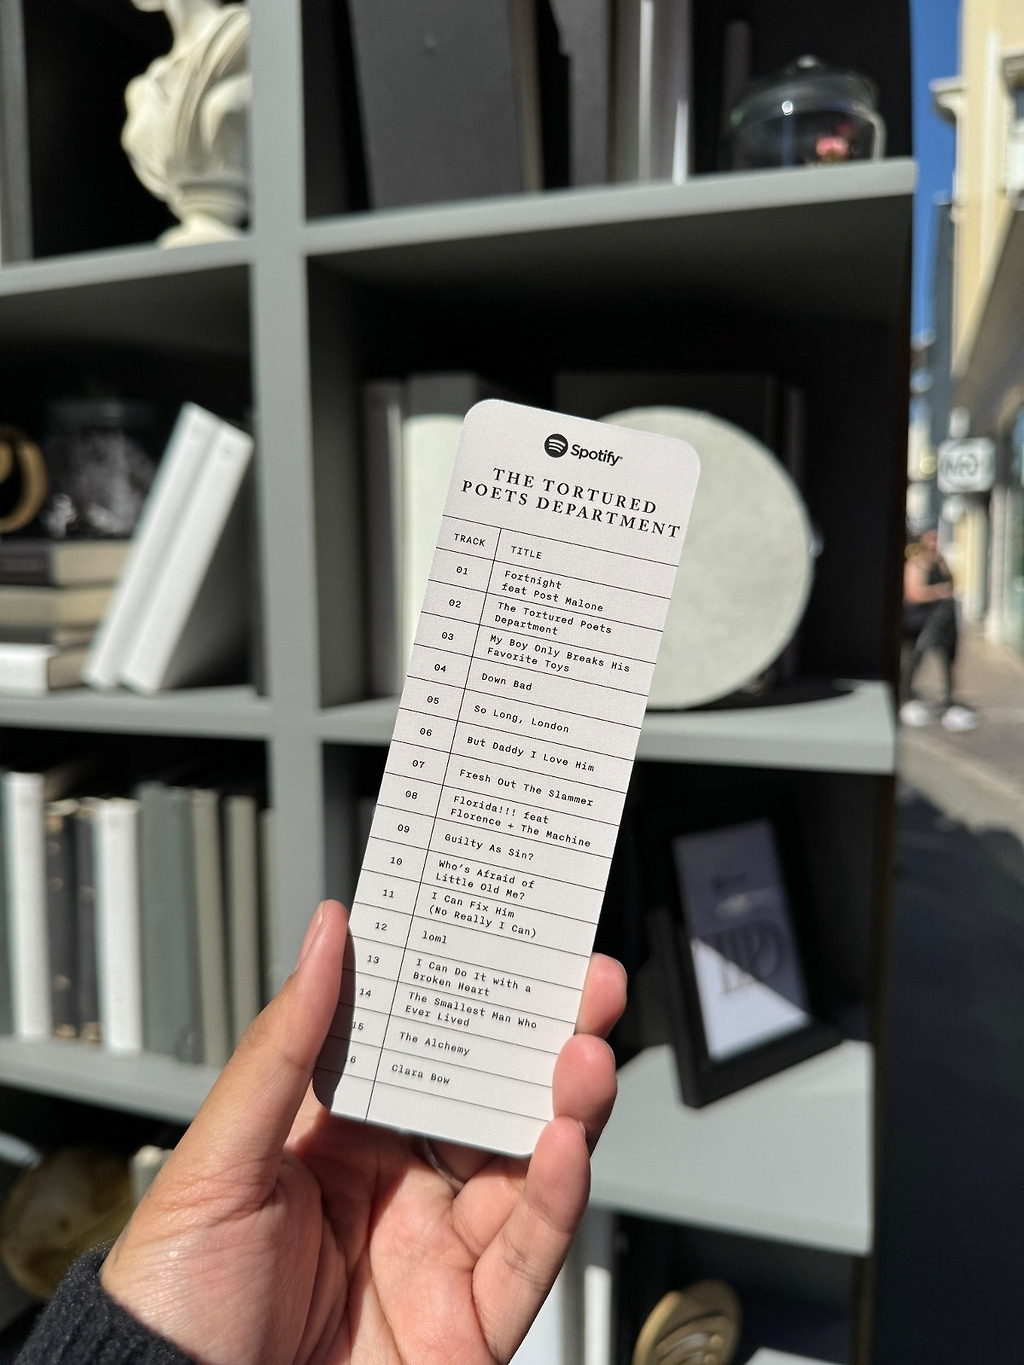 Spotify
THE TORTURED
POETS DEPARTMENT
TRACK TITLE
01 Fortnight
feat Post Malone
02 The Tortured Poets
Department
03 My Boy Only Breaks His
Favorite Toys
04 Down Bad
05 So Long, London
06 But Daddy I Love Him
07 Fresh Out The Slammer
08 Florida!!! feat
Florence + The Machine
09 Guilty As Sin?
10 Who's Afraid of
Little Old Me?
11 I Can Fix Him
(No Really I Can)
12 loml
13 I Can Do It with a
Broken Heart
14 The Smallest Man Who
Ever Lived
15 The Alchemy
6 Clara Bow